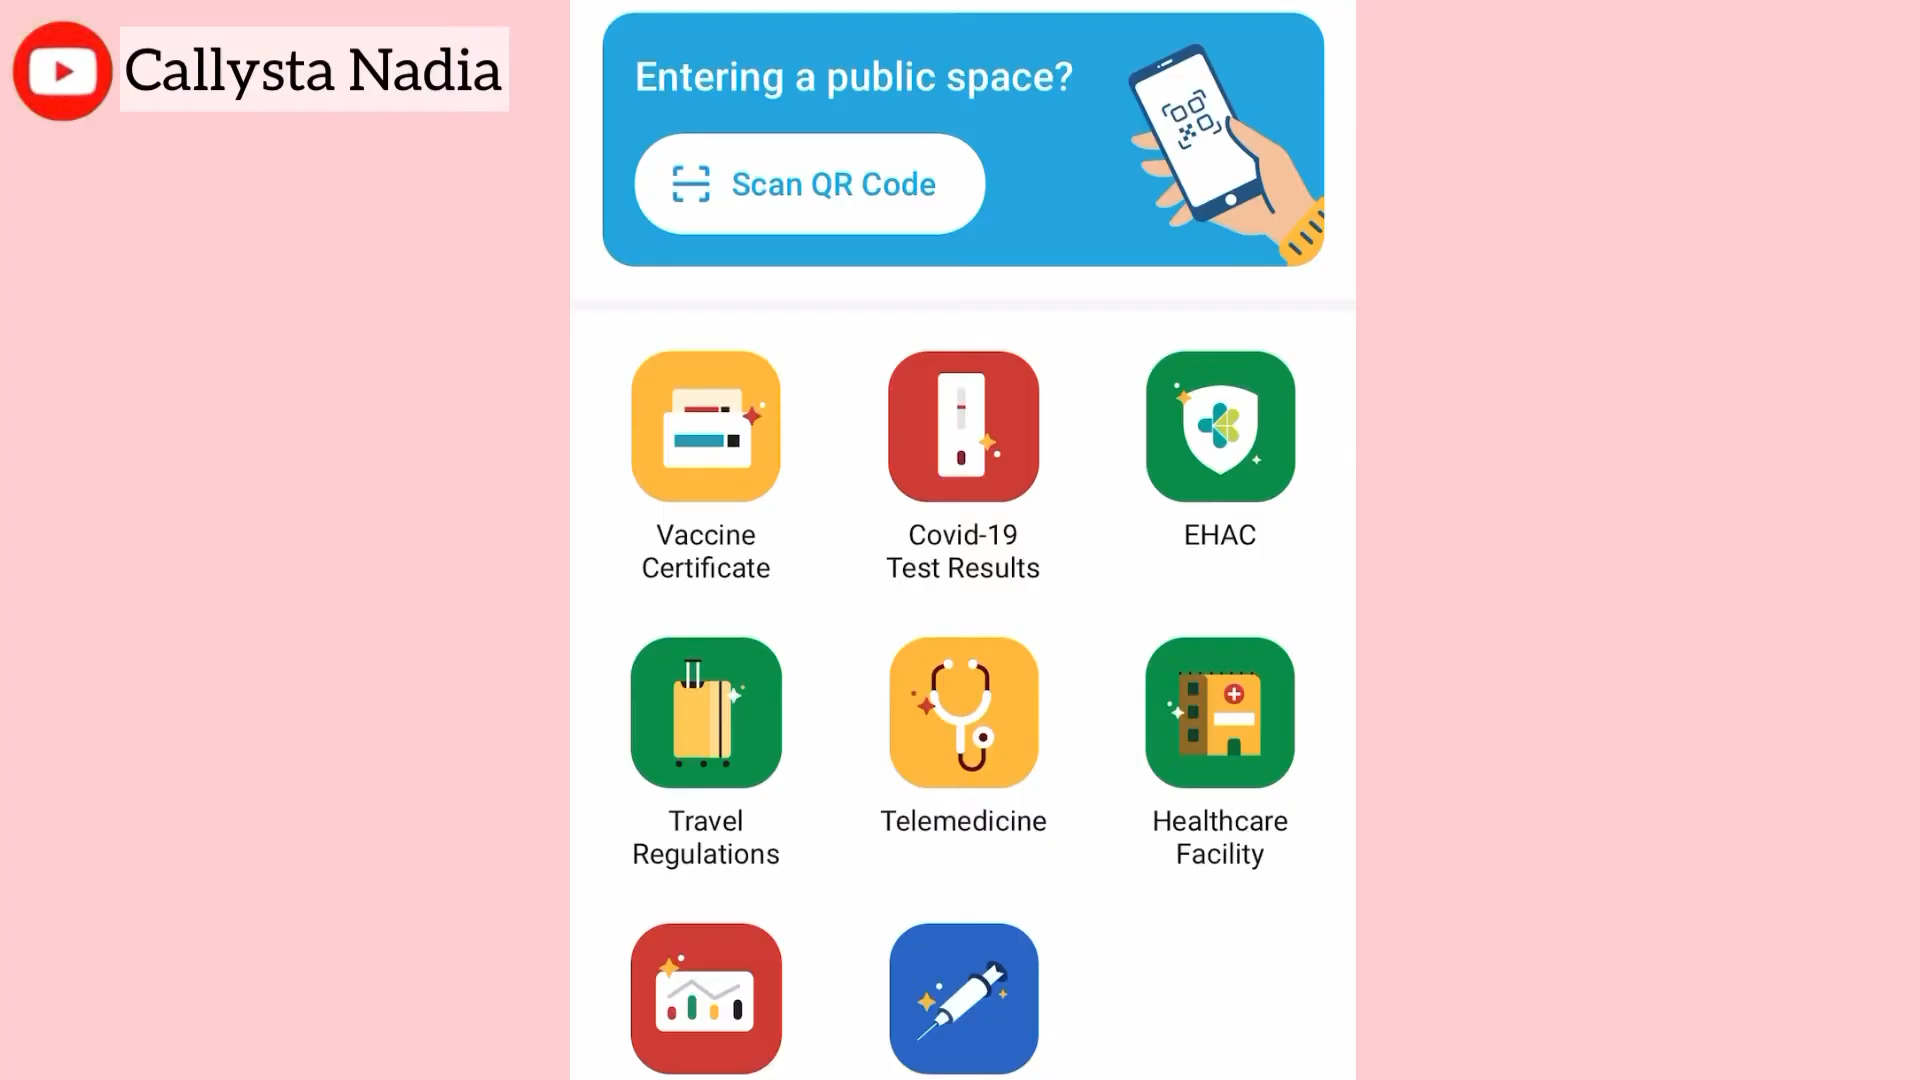 Callysta Nadia
Entering a public space?
Scan QR Code
Vaccine
Certificate
Covid-19
Test Results
EHAC
Travel
Regulations
Telemedicine
Healthcare
Facility